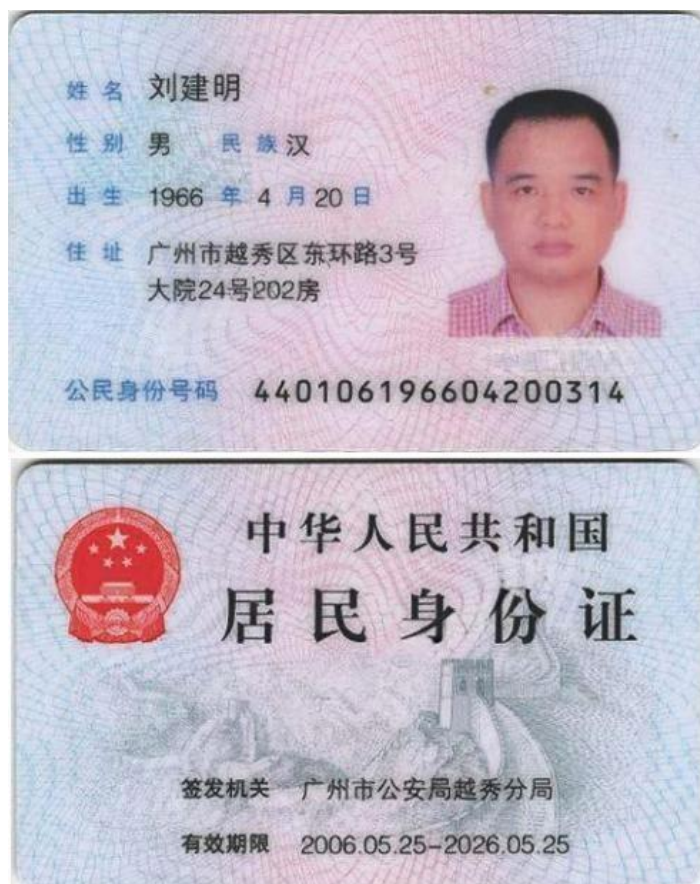 姓名 刘建明
性别 男 民族 汉
出生 1966 年 4 月 20 日
住址 广州市越秀区东环路3号
大院24号202房
公民身份号码 440106196604200314
中华人民共和国
居民身份证
签发机关 广州市公安局越秀分局
有效期限 2006.05.25-2026.05.25